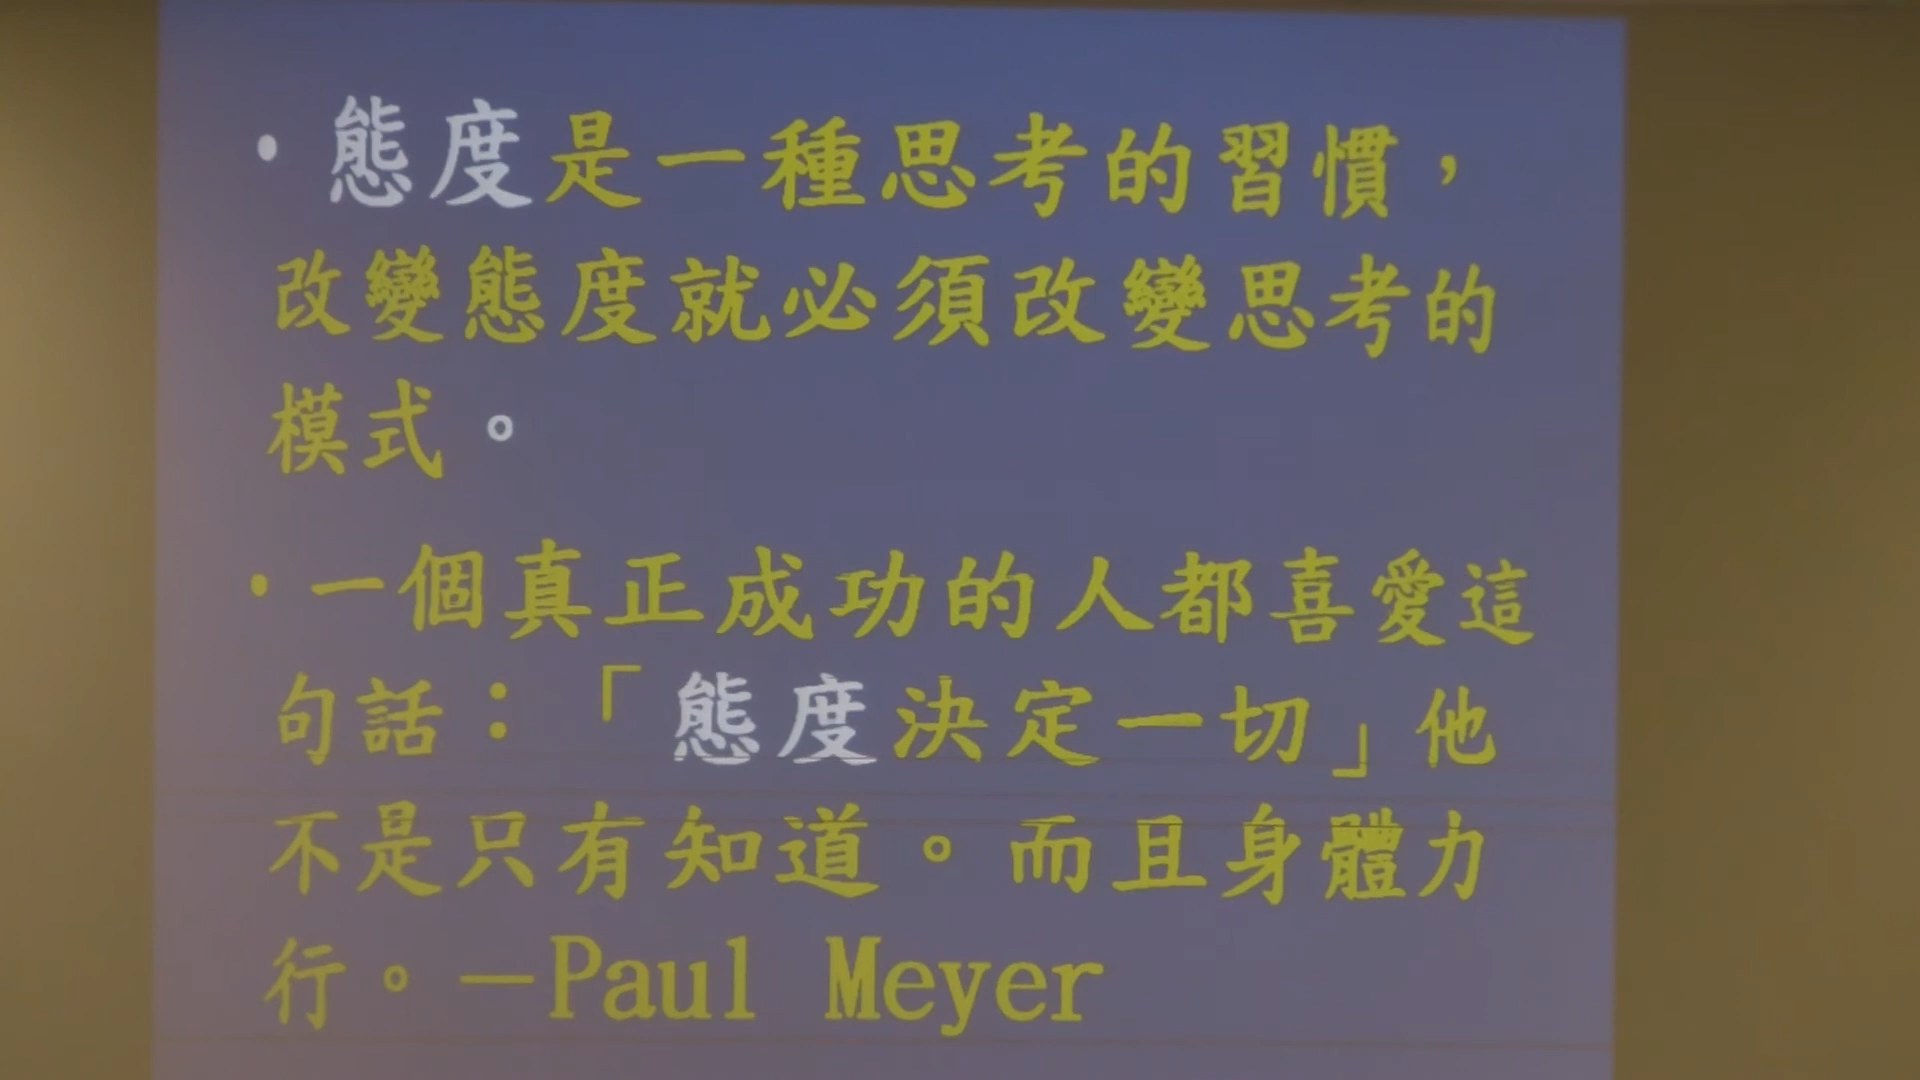 •態度是一種思考的習慣，
改變態度就必須改變思考的
模式。
•一個真正成功的人都喜愛這
句話：「態度決定一切」他
不是只有知道。而且身體力
行。—Paul Meyer